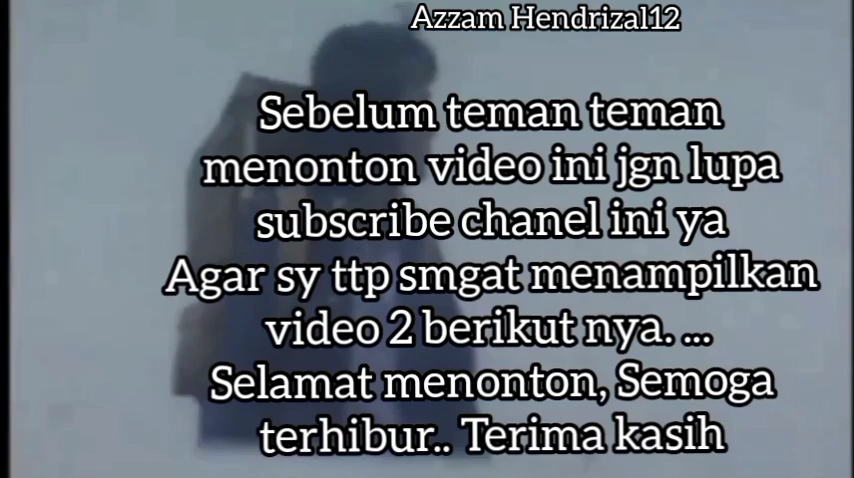 Azzam Hendrizal12
Sebelum teman teman
menonton video ini jgn lupa
subscribe chanel ini ya
Agar sy ttp smgat menampilkan
video 2 berikut nya. ...
Selamat menonton, Semoga
terhibur.. Terima kasih